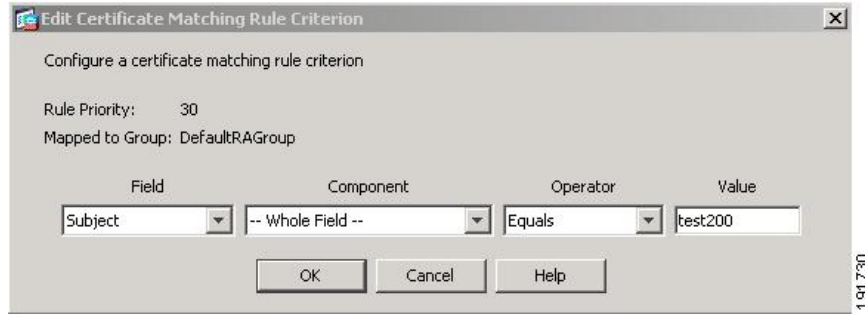 Edit Certificate Matching Rule Criterion
Configure a certificate matching rule criterion
Rule Priority: 30
Mapped to Group: DefaultRAGroup
Field Component Operator Value
Subject -- Whole Field -- Equals test200
OK Cancel Help
191730